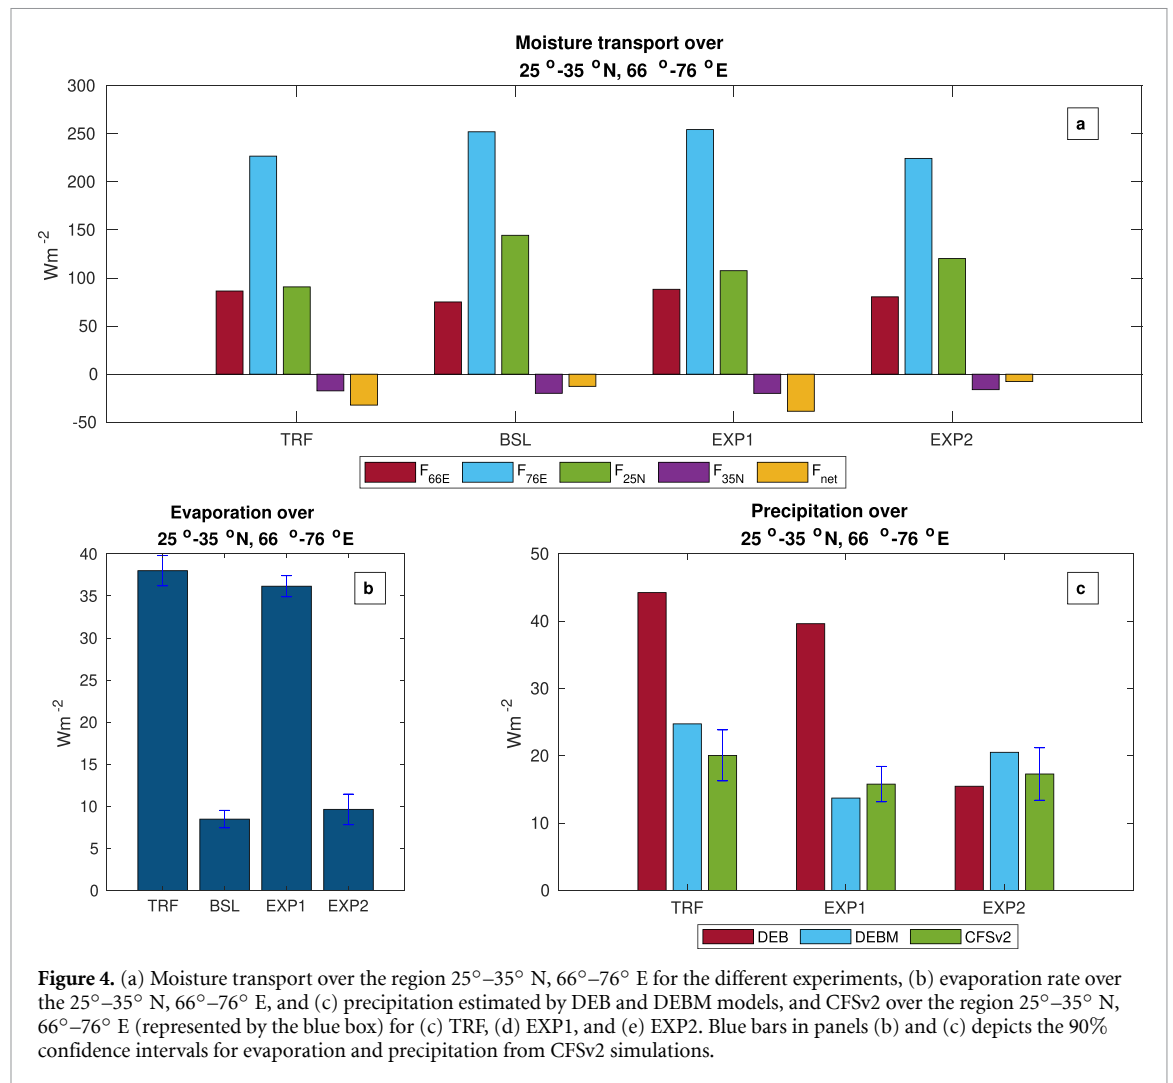 Moisture transport over
25 °-35 °N, 66 °-76 °E
a
300
250
200
150
100
50
0
-50
Wm-2
TRF BSL EXP1 EXP2
F66E F76E F25N F35N Fnet
Evaporation over
25 °-35 °N, 66 °-76 °E
b
40
35
30
25
20
15
10
5
0
Wm-2
TRF BSL EXP1 EXP2
Precipitation over
25 °-35 °N, 66 °-76 °E
c
50
40
30
20
10
0
Wm-2
TRF EXP1 EXP2
DEB DEBM CFSv2
Figure 4. (a) Moisture transport over the region 25°–35° N, 66°–76° E for the different experiments, (b) evaporation rate over
the 25°–35° N, 66°–76° E, and (c) precipitation estimated by DEB and DEBM models, and CFSv2 over the region 25°–35° N,
66°–76° E (represented by the blue box) for (c) TRF, (d) EXP1, and (e) EXP2. Blue bars in panels (b) and (c) depicts the 90%
confidence intervals for evaporation and precipitation from CFSv2 simulations.